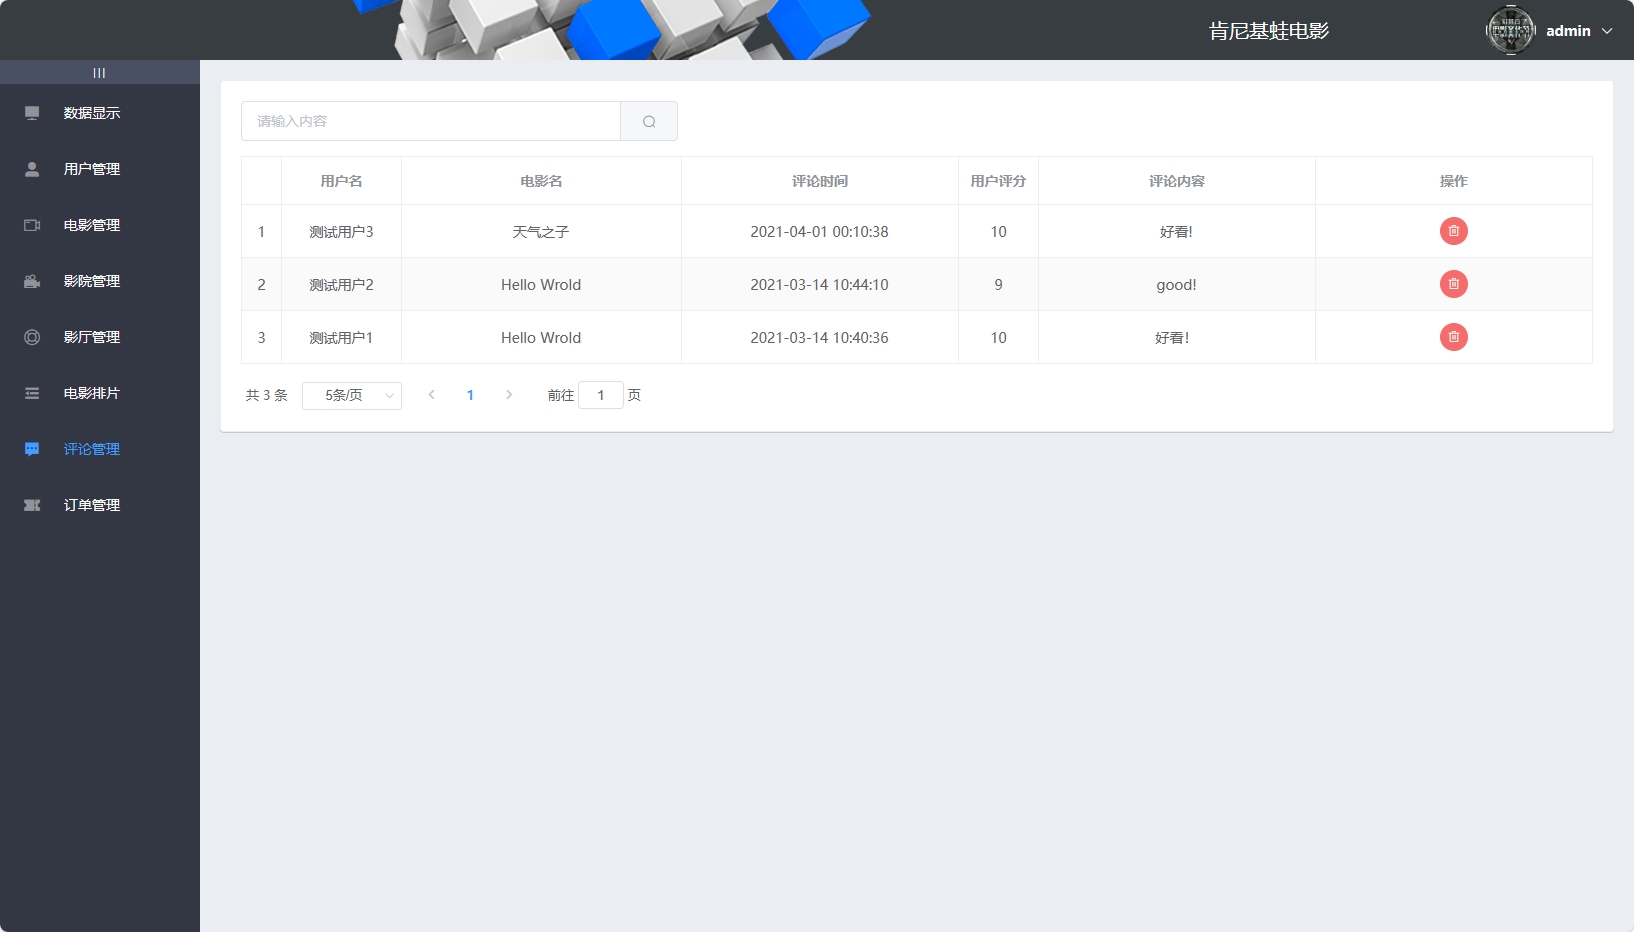 肯尼基蛙电影
admin
数据显示
用户管理
电影管理
影院管理
影厅管理
电影排片
评论管理
订单管理
请输入内容
用户名 电影名 评论时间 用户评分 评论内容 操作
1 测试用户3 天气之子 2021-04-01 00:10:38 10 好看!
2 测试用户2 Hello Wrold 2021-03-14 10:44:10 9 good!
3 测试用户1 Hello Wrold 2021-03-14 10:40:36 10 好看！
共 3 条 5条/页 1 前往 1 页